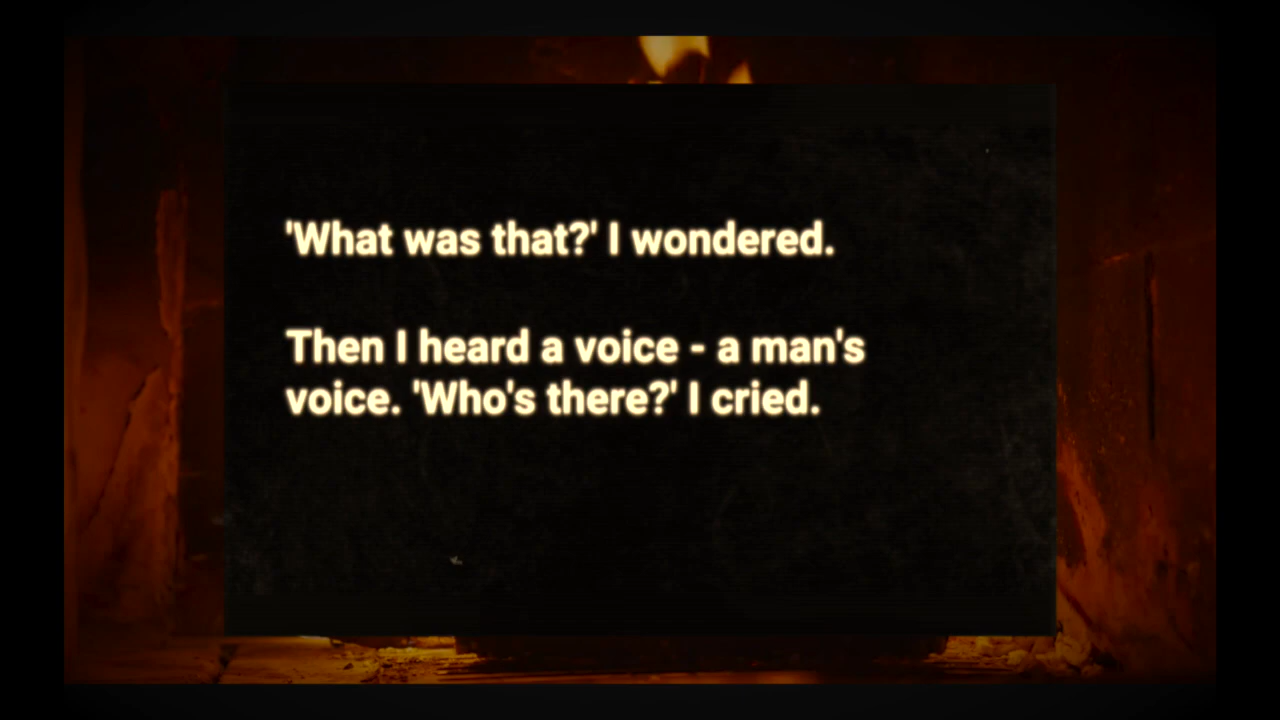 'What was that?' I wondered.
Then I heard a voice - a man's
voice. 'Who's there?' I cried.